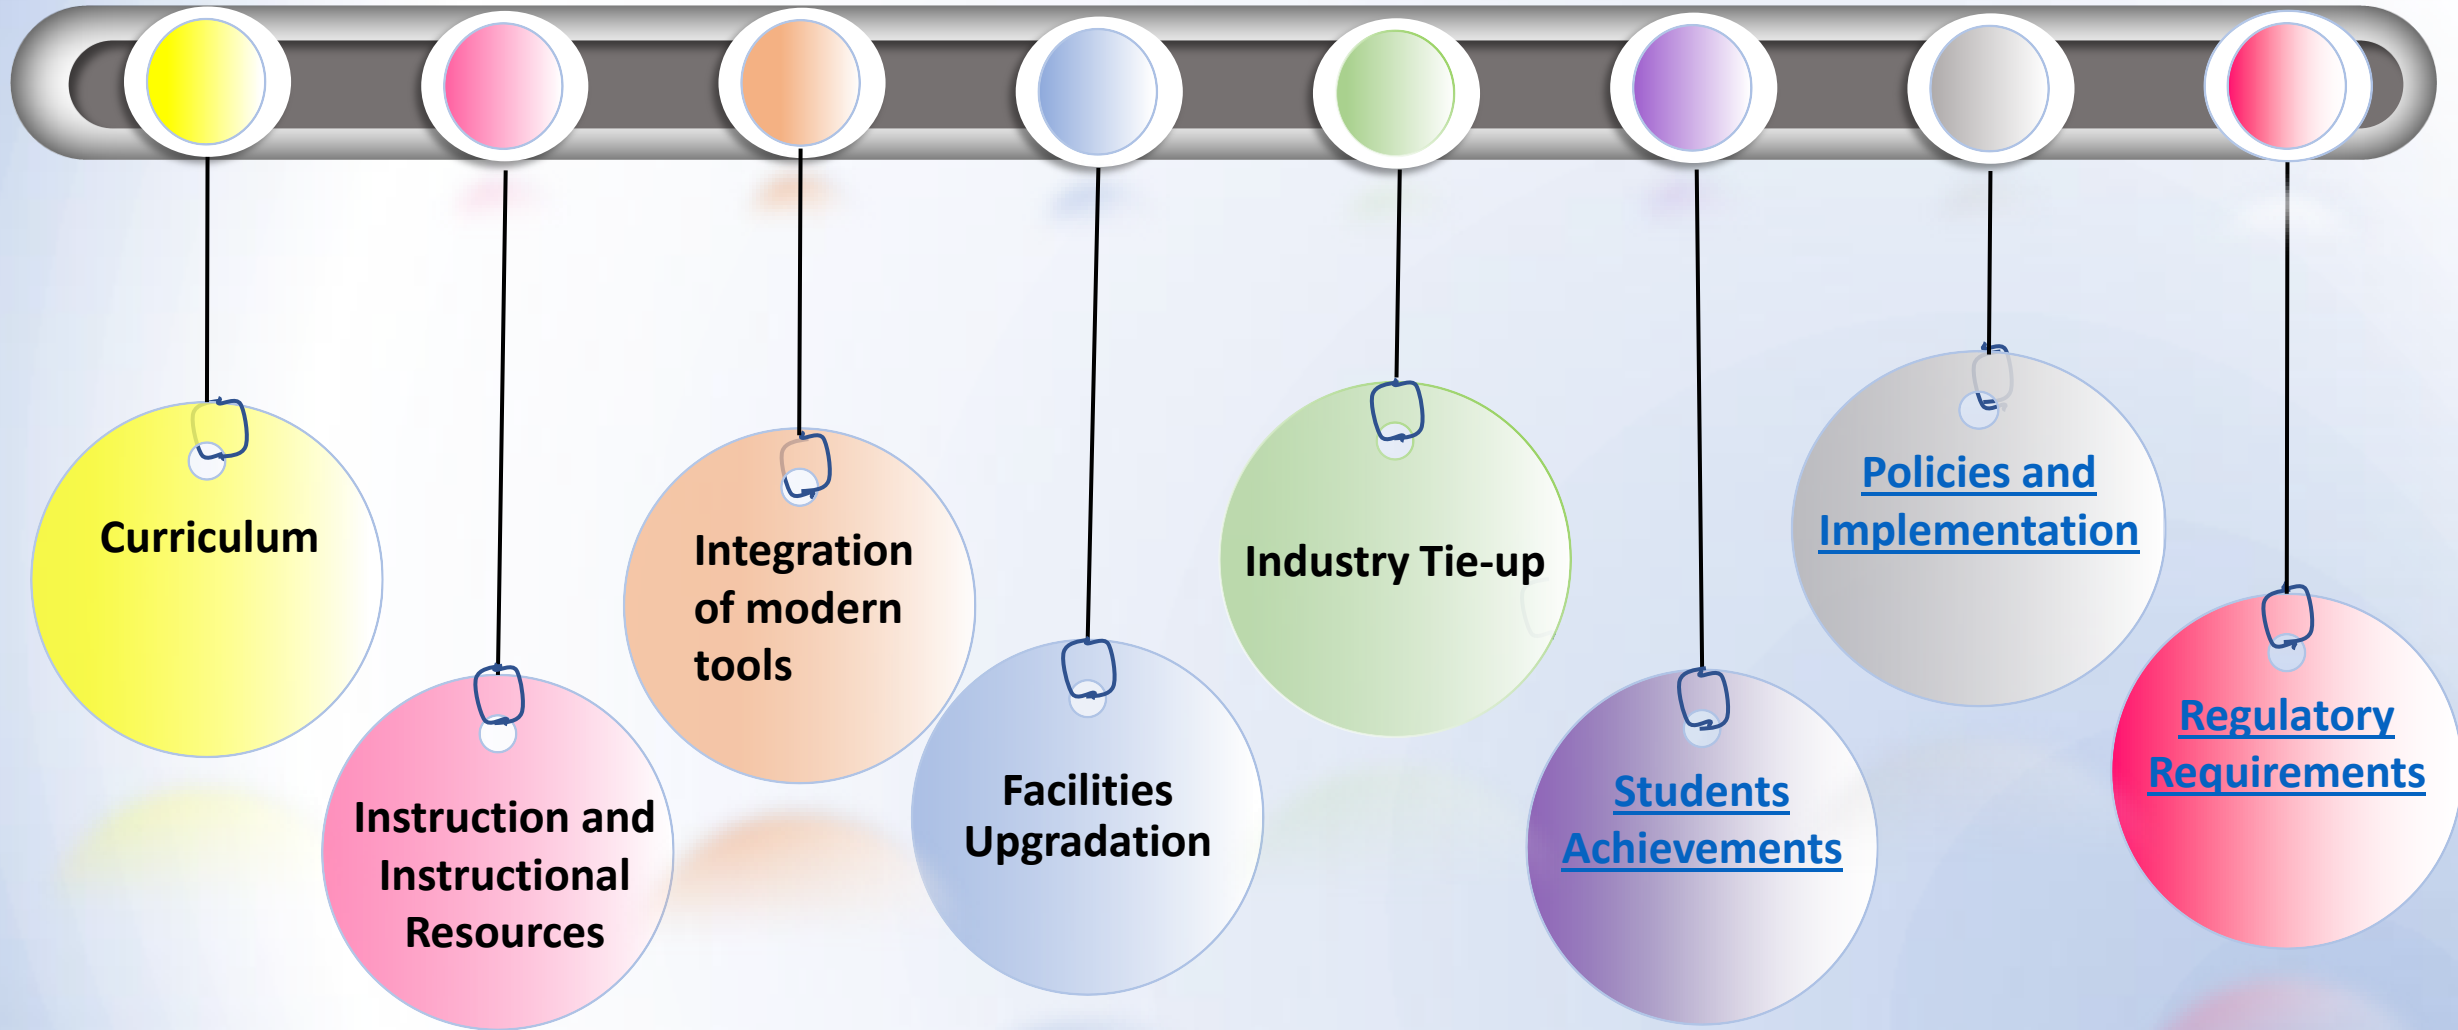 Curriculum
Instruction and
Instructional
Resources
Integration
of modern
tools
Facilities
Upgradation
Industry Tie-up
Students
Achievements
Policies and
Implementation
Regulatory
Requirements